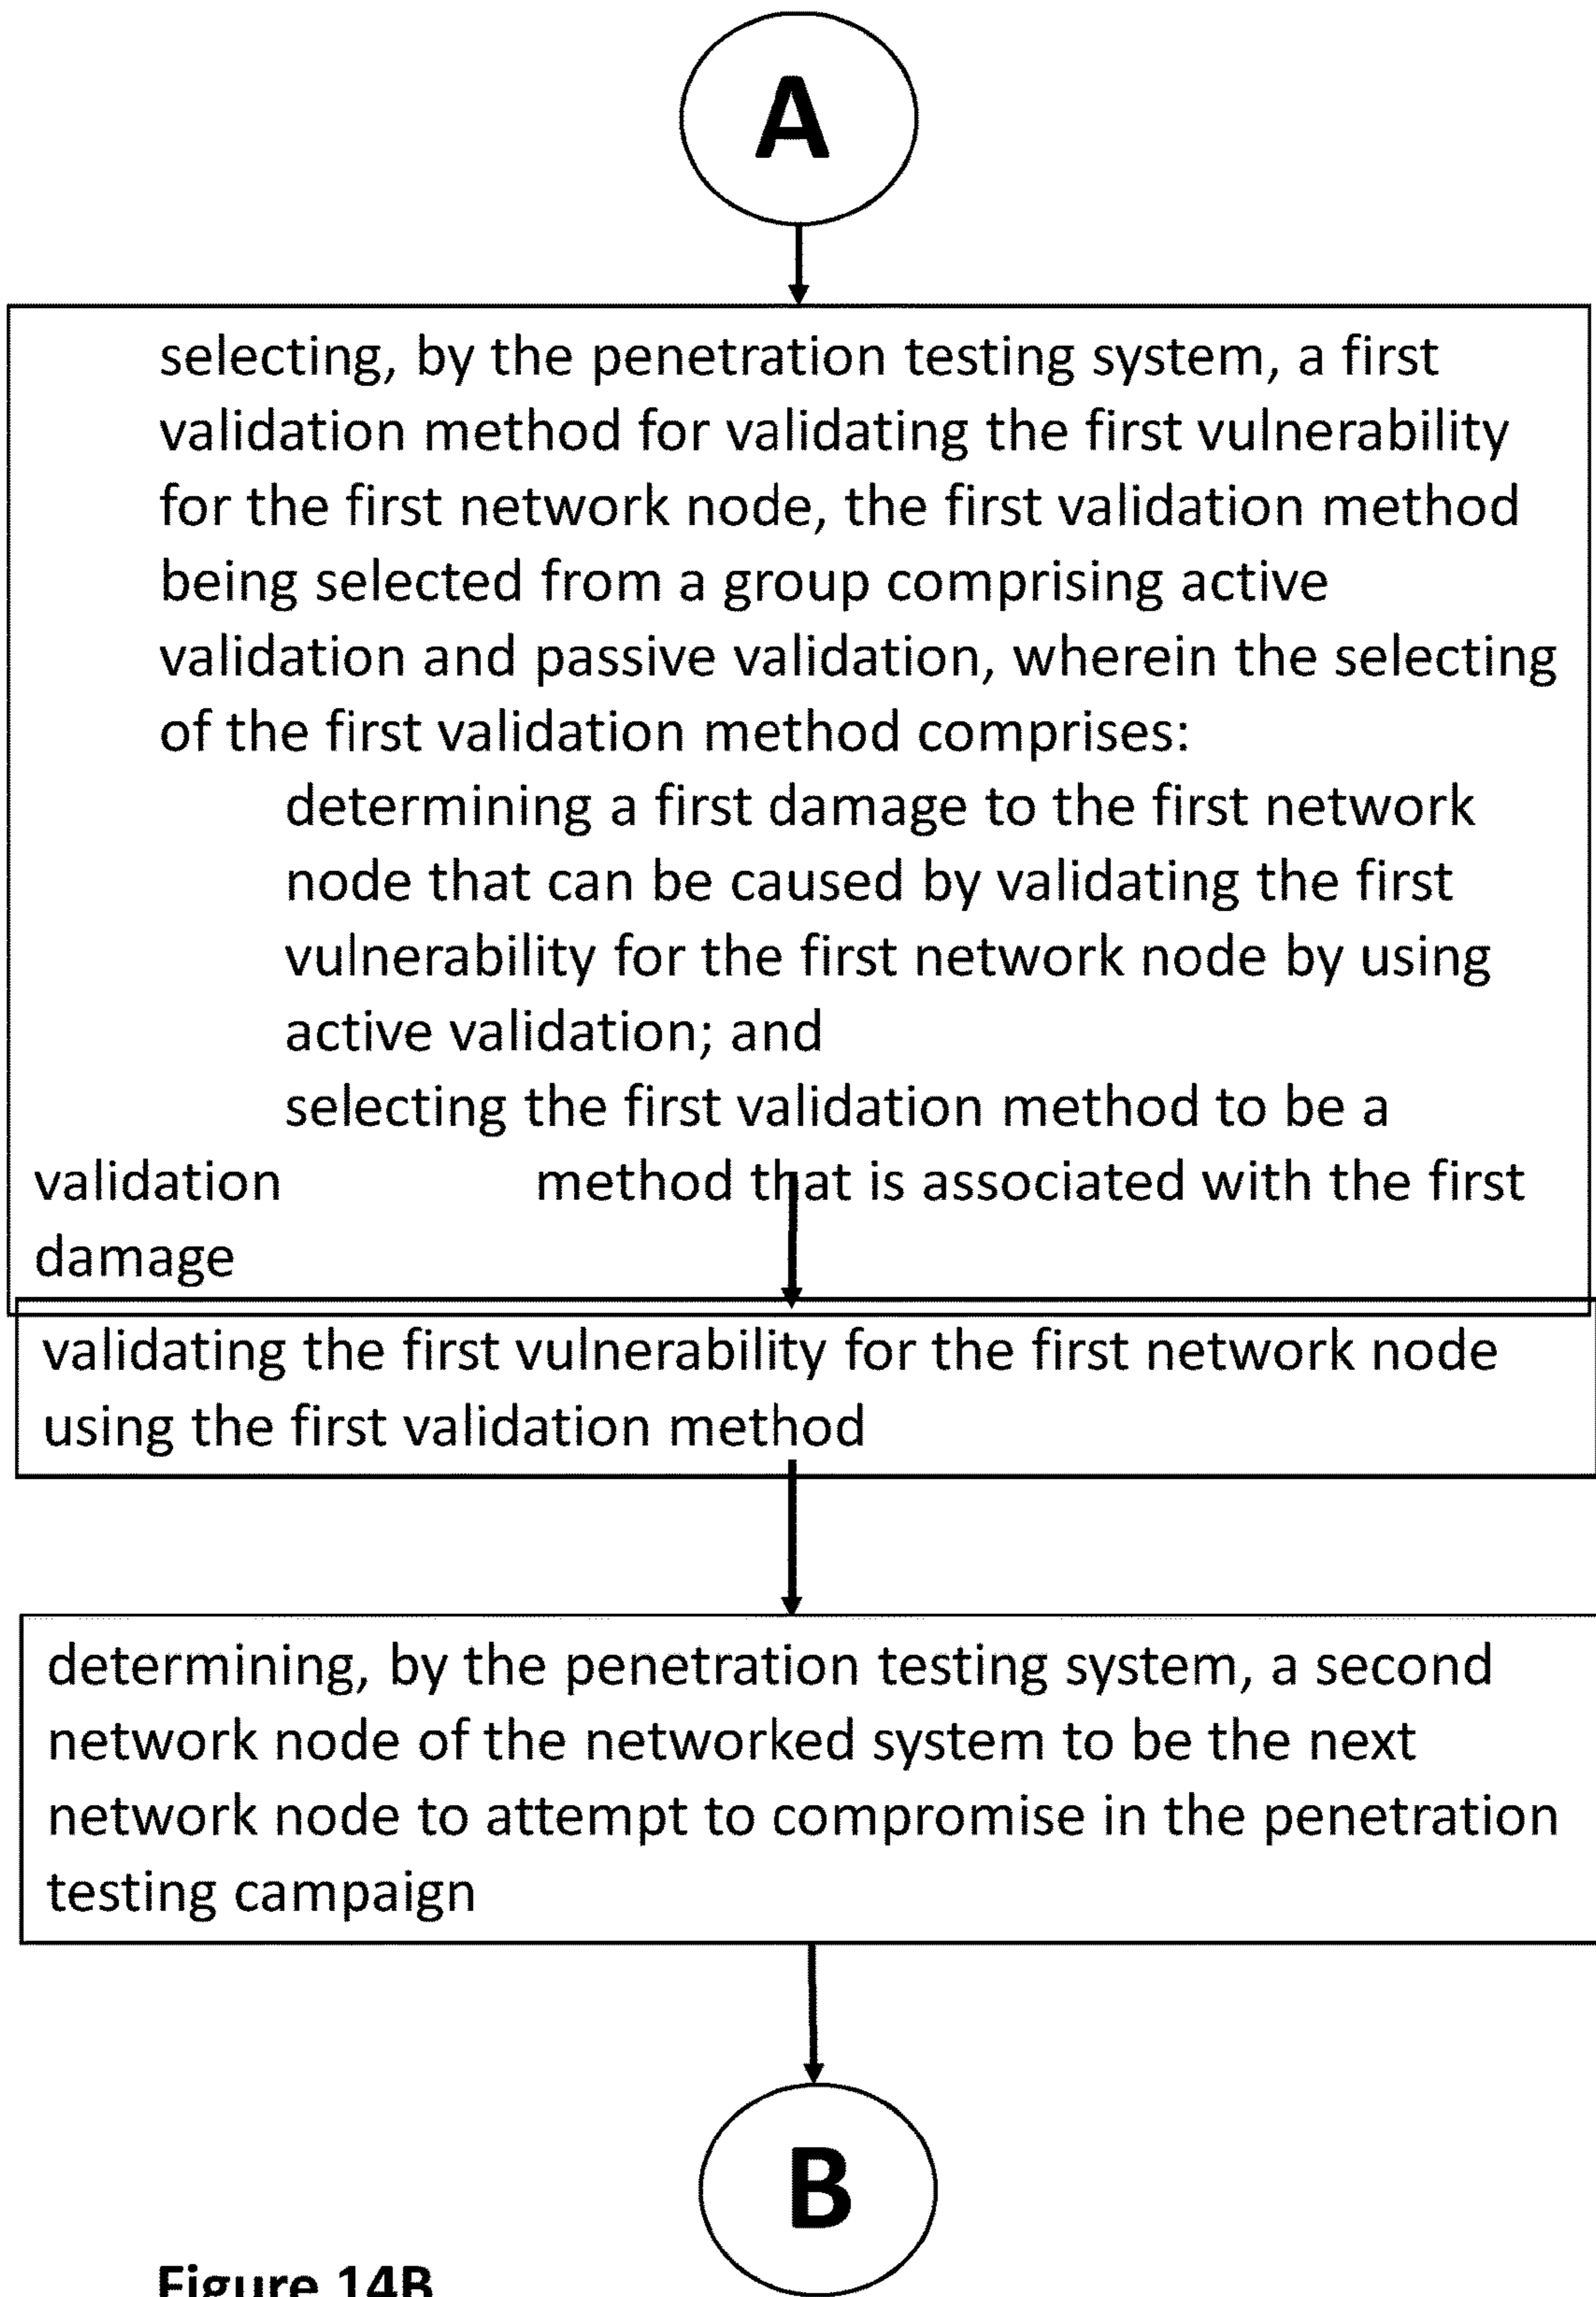 A
selecting, by the penetration testing system, a first
validation method for validating the first vulnerability
for the first network node, the first validation method
being selected from a group comprising active
validation and passive validation, wherein the selecting
of the first validation method comprises:
determining a first damage to the first network
node that can be caused by validating the first
vulnerability for the first network node by using
active validation; and
selecting the first validation method to be a
validation method that is associated with the first
damage
validating the first vulnerability for the first network node
using the first validation method
determining, by the penetration testing system, a second
network node of the networked system to be the next
network node to attempt to compromise in the penetration
testing campaign
B
Figure 14B